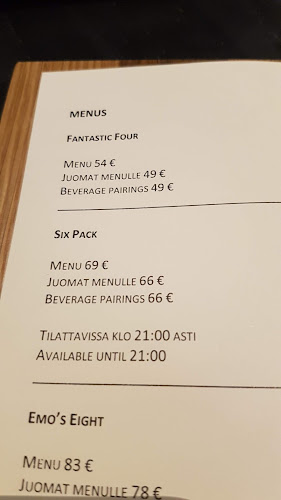 MENUS
FANTASTIC FOUR
MENU 54 €
JUOMAT MENULLE 49 €
BEVERAGE PAIRINGS 49 €
SIX PACK
MENU 69 €
JUOMAT MENULLE 66 €
BEVERAGE PAIRINGS 66 €
TILATTAVISSA KLO 21:00 ASTI
AVAILABLE UNTIL 21:00
EMO'S EIGHT
MENU 83 €
JUOMAT MENULLE 78 €